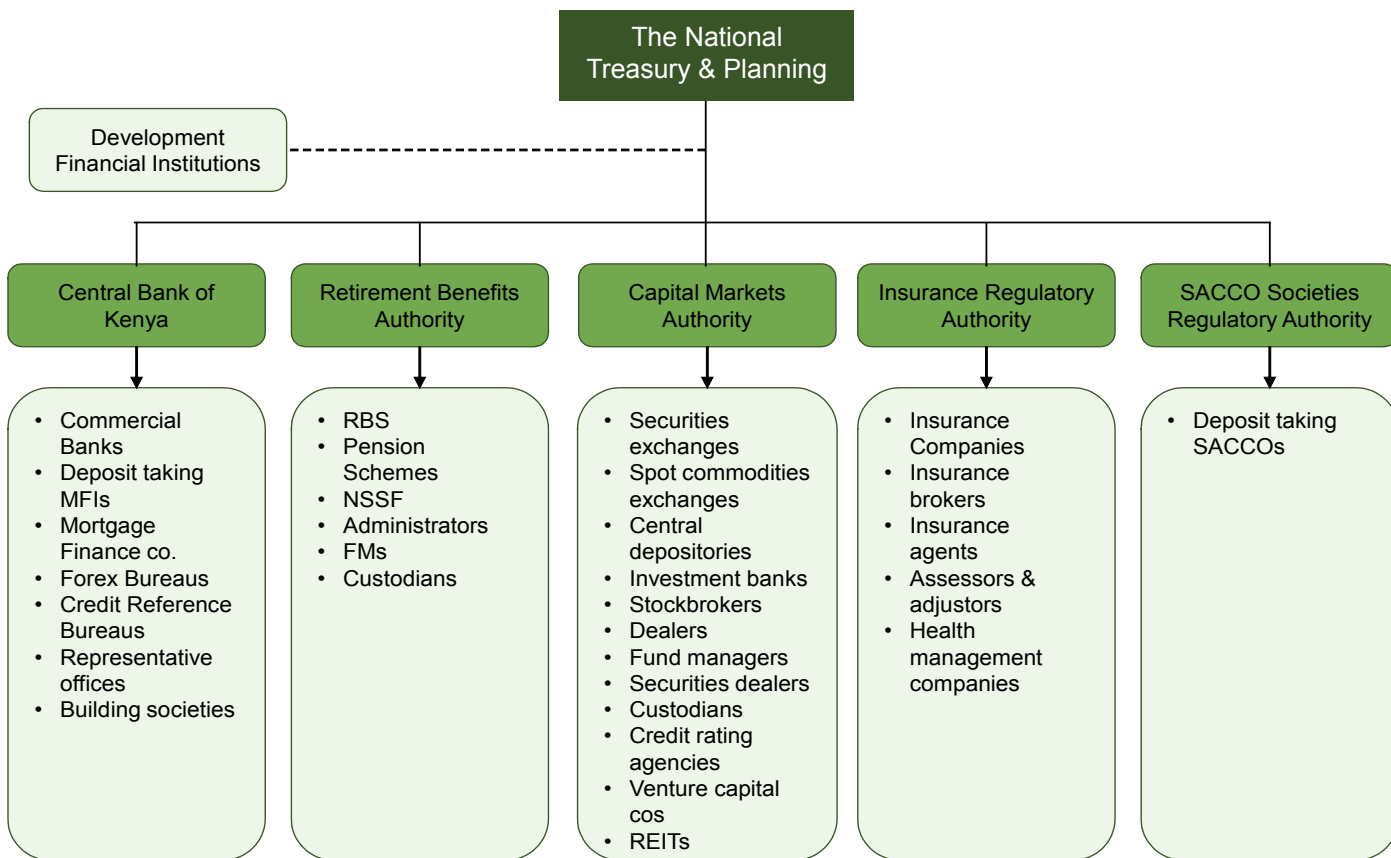 The National
Treasury & Planning
Development
Financial Institutions
Central Bank of
Kenya
Retirement Benefits
Authority
Capital Markets
Authority
Insurance Regulatory
Authority
SACCO Societies
Regulatory Authority
• Commercial
Banks
• Deposit taking
MFIs
• Mortgage
Finance co.
• Forex Bureaus
• Credit Reference
Bureaus
• Representative
offices
• Building societies
• RBS
• Pension
Schemes
• NSSF
• Administrators
• FMs
• Custodians
• Securities
exchanges
• Spot commodities
exchanges
• Central
depositories
• Investment banks
• Stockbrokers
• Dealers
• Fund managers
• Securities dealers
• Custodians
• Credit rating
agencies
• Venture capital
cos
• REITs
• Insurance
Companies
• Insurance
brokers
• Insurance
agents
• Assessors &
adjustors
• Health
management
companies
• Deposit taking
SACCOs